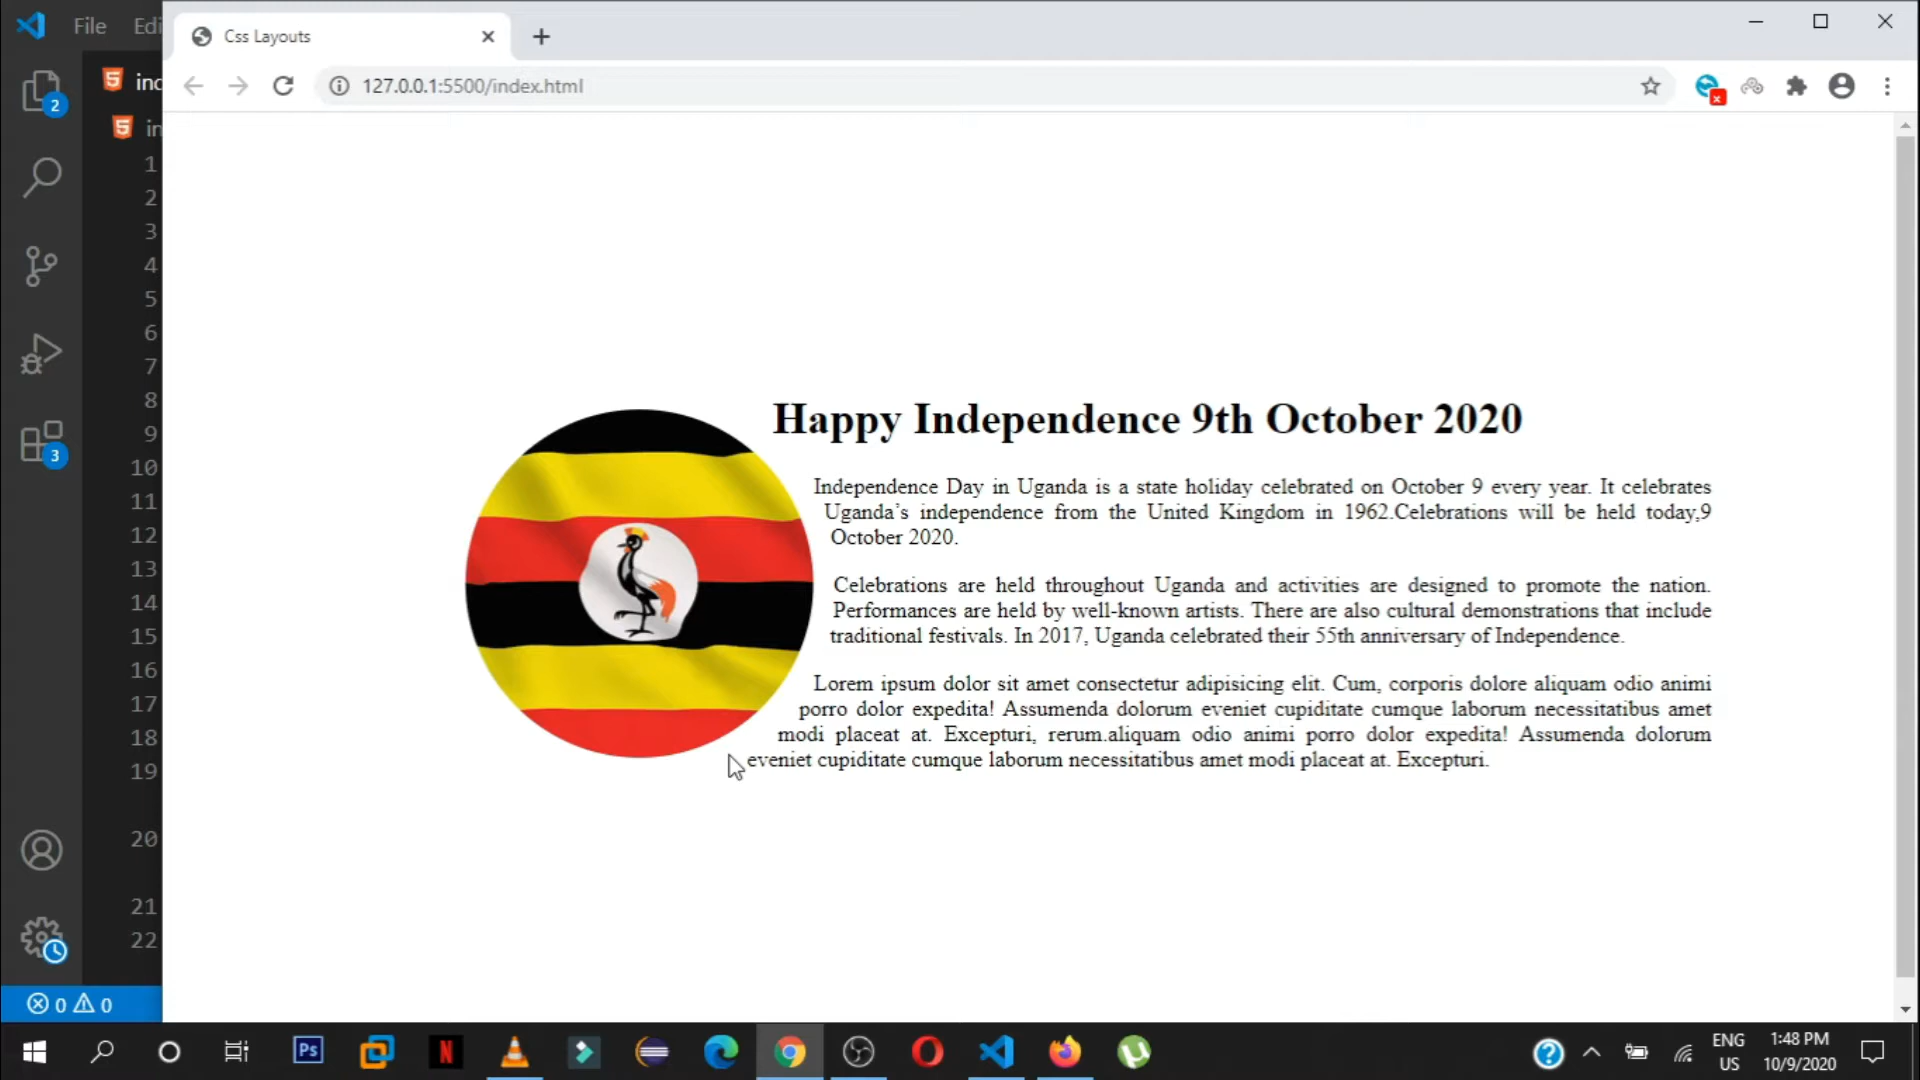 File Edi
Css Layouts
127.0.0.1:5500/index.html
2
3
inc
in
1
2
3
4
5
6
7
8
9
10
11
12
13
14
15
16
17
18
19
20
21
22
Happy Independence 9th October 2020
Independence Day in Uganda is a state holiday celebrated on October 9 every year. It celebrates
Uganda’s independence from the United Kingdom in 1962.Celebrations will be held today,9
October 2020.
Celebrations are held throughout Uganda and activities are designed to promote the nation.
Performances are held by well-known artists. There are also cultural demonstrations that include
traditional festivals. In 2017, Uganda celebrated their 55th anniversary of Independence.
Lorem ipsum dolor sit amet consectetur adipisicing elit. Cum, corporis dolore aliquam odio animi
porro dolor expedita! Assumenda dolorum eveniet cupiditate cumque laborum necessitatibus amet
modi placeat at. Excepturi, rerum.aliquam odio animi porro dolor expedita! Assumenda dolorum
eveniet cupiditate cumque laborum necessitatibus amet modi placeat at. Excepturi.
0 0
Ps
N
ENG
US
1:48 PM
10/9/2020